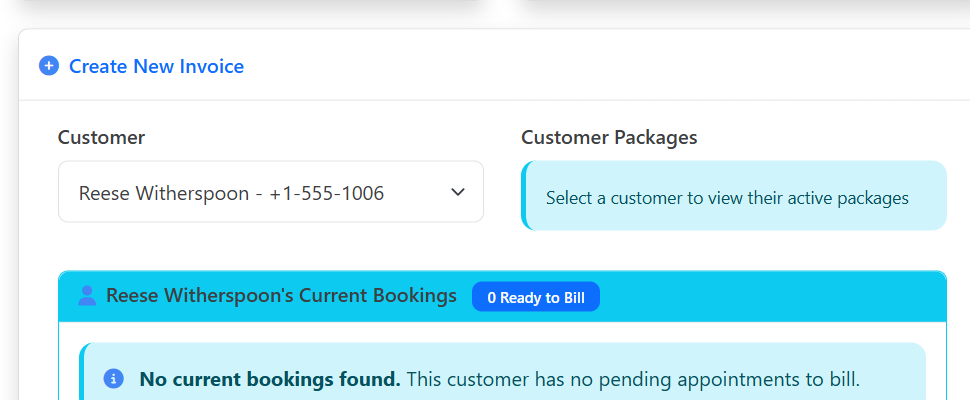 Create New Invoice
Customer
Customer Packages
Reese Witherspoon - +1-555-1006
Select a customer to view their active packages
Reese Witherspoon's Current Bookings 0 Ready to Bill
No current bookings found. This customer has no pending appointments to bill.